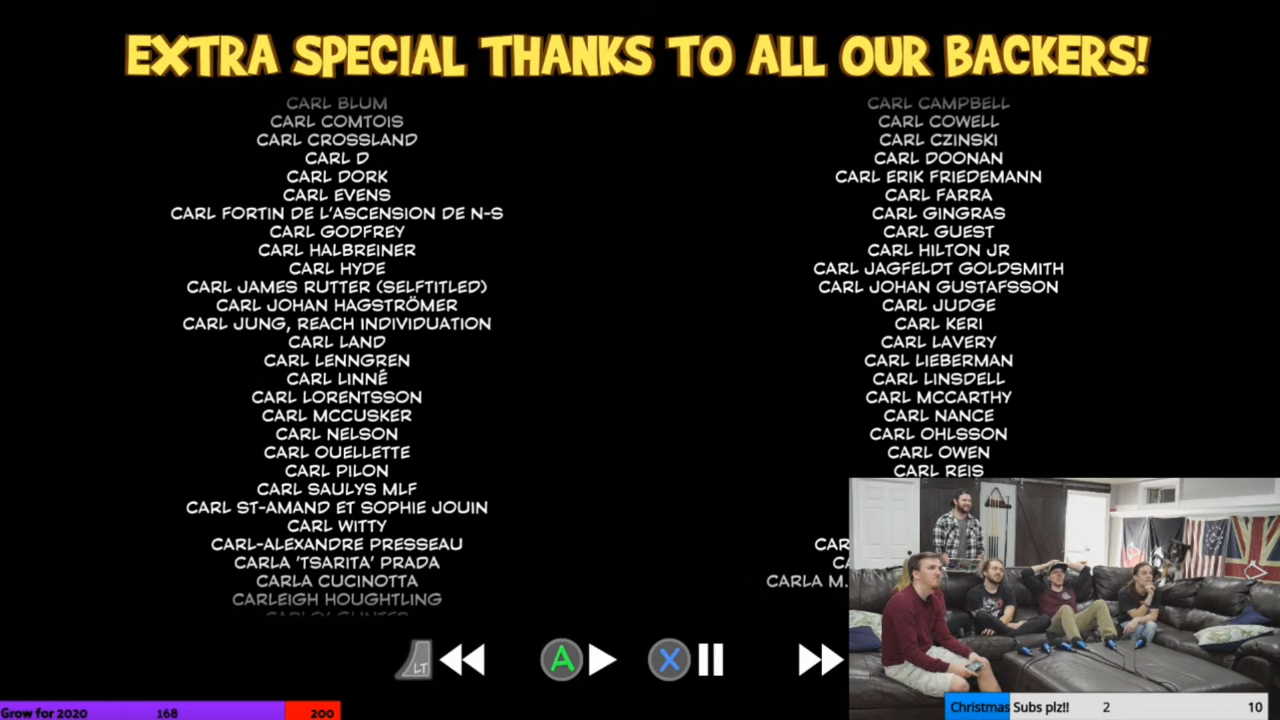 EXTRA SPECIAL THANKS TO ALL OUR BACKERS!
CARL BLUM
CARL COMTOIS
CARL CROSSLAND
CARL D
CARL DORK
CARL EVENS
CARL FORTIN DE L'ASCENSION DE N-S
CARL GODFREY
CARL HALBREINER
CARL HYDE
CARL JAMES RUTTER (SELFTITLED)
CARL JOHAN HAGSTRÖMER
CARL JUNG, REACH INDIVIDUATION
CARL LAND
CARL LENNGREN
CARL LINNÉ
CARL LORENTSSON
CARL MCCUSKER
CARL NELSON
CARL OUELLETTE
CARL PILON
CARL SAULYS MLF
CARL ST-AMAND ET SOPHIE JOUIN
CARL WITTY
CARL-ALEXANDRE PRESSEAU
CARLA 'TSARITA' PRADA
CARLA CUCINOTTA
CARLEIGH HOUGHTLING
CARL CAMPBELL
CARL COWELL
CARL CZINSKI
CARL DOONAN
CARL ERIK FRIEDEMANN
CARL FARRA
CARL GINGRAS
CARL GUEST
CARL HILTON JR
CARL JAGFELDT GOLDSMITH
CARL JOHAN GUSTAFSSON
CARL JUDGE
CARL KERI
CARL LAVERY
CARL LIEBERMAN
CARL LINSDELL
CARL MCCARTHY
CARL NANCE
CARL OHLSSON
CARL OWEN
CARL REIS
CAR
CA
CARLA M.
LT
A
X
Grow for 2020 168 200
Christmas Subs plz!! 2 10